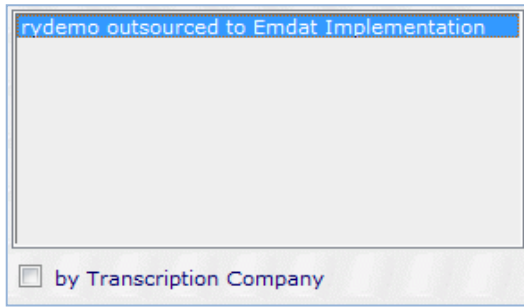 rydemo outsourced to Emdat Implementation
by Transcription Company